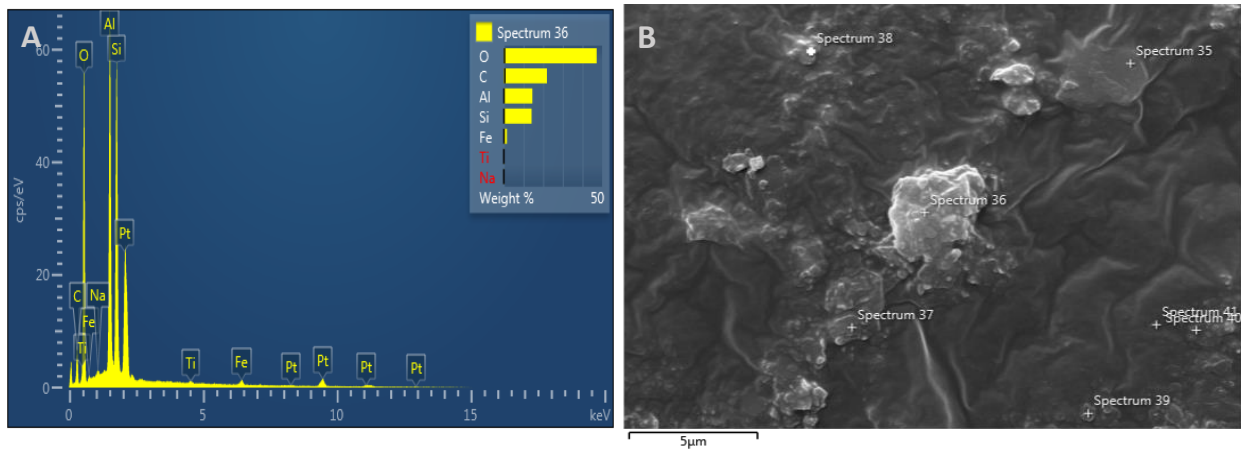 A
Al
60
O
Si
40
cps/eV
20
Pt
C
Na
Fe
Ti
Ti
Fe
Pt
Pt
Pt
Pt
0
0
5
10
15
keV
Spectrum 36
O
C
Al
Si
Fe
Ti
Na
Weight %
50
B
Spectrum 38
Spectrum 35
Spectrum 36
Spectrum 37
Spectrum 41
Spectrum 40
Spectrum 39
5µm